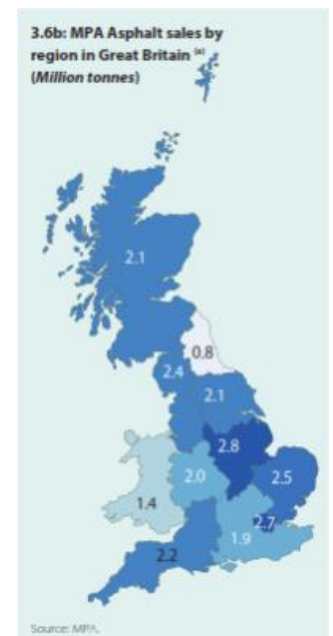 3.6b: MPA Asphalt sales by
region in Great Britain (a)
(Million tonnes)
2.1
0.8
2.4
2.1
2.8
2.0
2.5
1.4
2.7
1.9
2.2
Source: MPA.